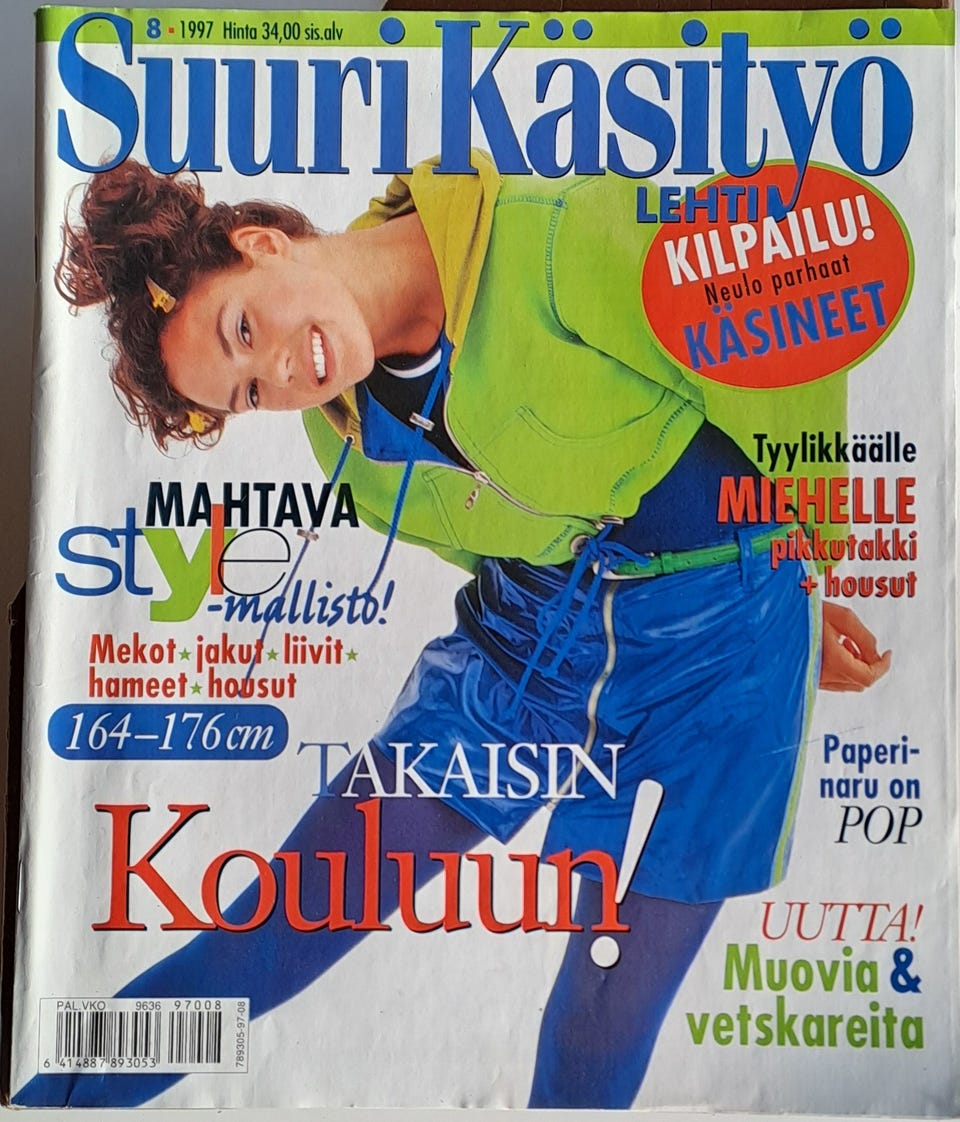 8 • 1997 Hinta 34,00 sis.alv
Suuri Käsityö
LEHTI
KILPAILU!
Neulo parhaat
KÄSINEET
Tyylikkäälle
MIEHELLE
pikkutakki
+ housut
MAHTAVA
style
-mallisto!
Mekot★jakut★liivit★
hameet★housut
164–176 cm
TAKAISIN
Kouluun!
Paperi-
naru on
POP
UUTTA!
Muovia &
vetskareita
PAL.VKO 9636 97008
6 414887 893053
789305-97-08